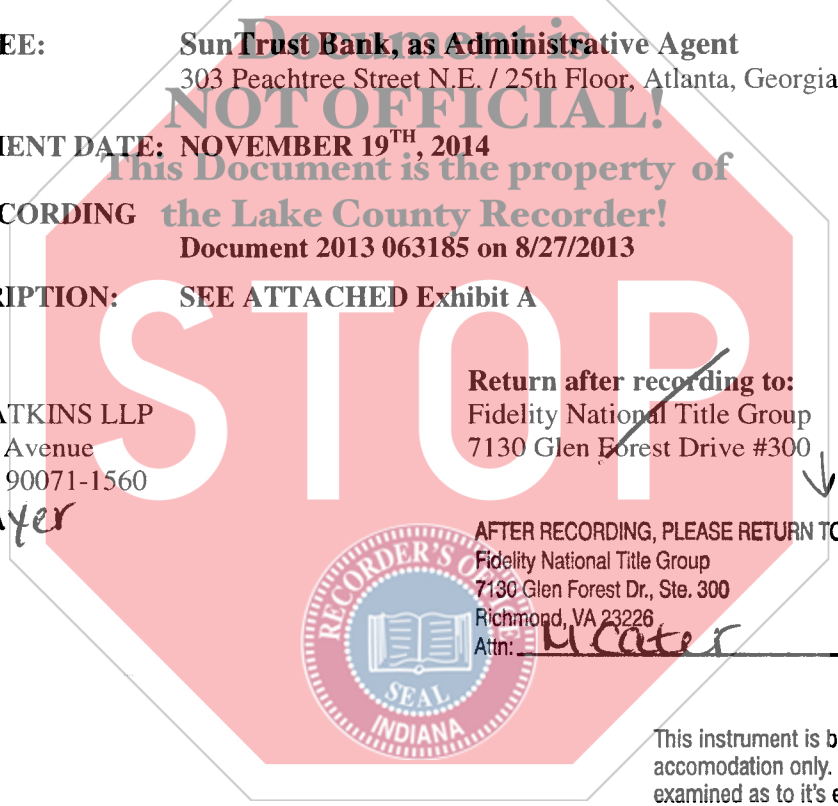 Document is
EE: SunTrust Bank, as Administrative Agent
303 Peachtree Street N.E. / 25th Floor, Atlanta, Georgia
NOT OFFICIAL!
IENT DATE: NOVEMBER 19TH, 2014
This Document is the property of
CORDING
the Lake County Recorder!
Document 2013 063185 on 8/27/2013
RIPTION: SEE ATTACHED Exhibit A
STOP
ATKINS LLP
Avenue
90071-1560
Ayer
Return after recording to:
Fidelity National Title Group
7130 Glen Forest Drive #300
AFTER RECORDING, PLEASE RETURN TO
Fidelity National Title Group
7130 Glen Forest Dr., Ste. 300
Richmond, VA 23226
Attn: M Cater
RECORDER'S OFFICE
SEAL
INDIANA
This instrument is b
accomodation only.
examined as to it's e